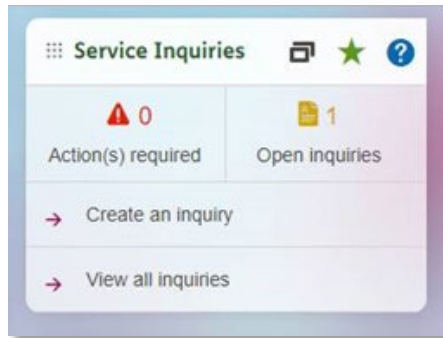 Service Inquiries
0 1
Action(s) required Open inquiries
Create an inquiry
View all inquiries